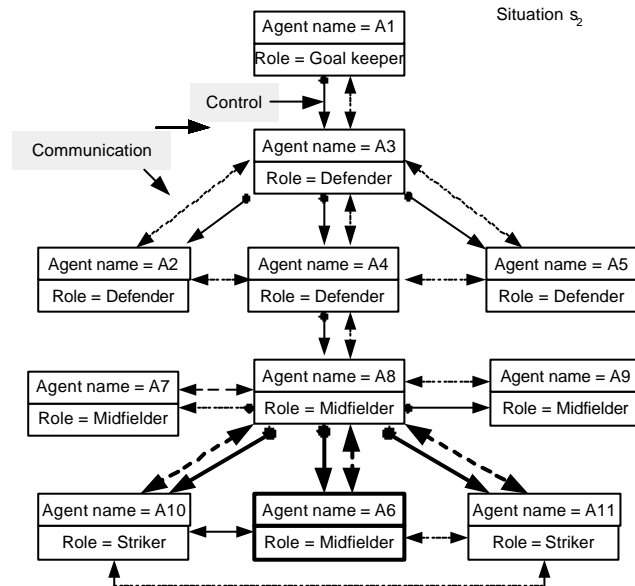 Situation s2
Agent name = A1
Role = Goal keeper
Control
Communication
Agent name = A3
Role = Defender
Agent name = A2
Role = Defender
Agent name = A4
Role = Defender
Agent name = A5
Role = Defender
Agent name = A7
Role = Midfielder
Agent name = A8
Role = Midfielder
Agent name = A9
Role = Midfielder
Agent name = A10
Role = Striker
Agent name = A6
Role = Midfielder
Agent name = A11
Role = Striker